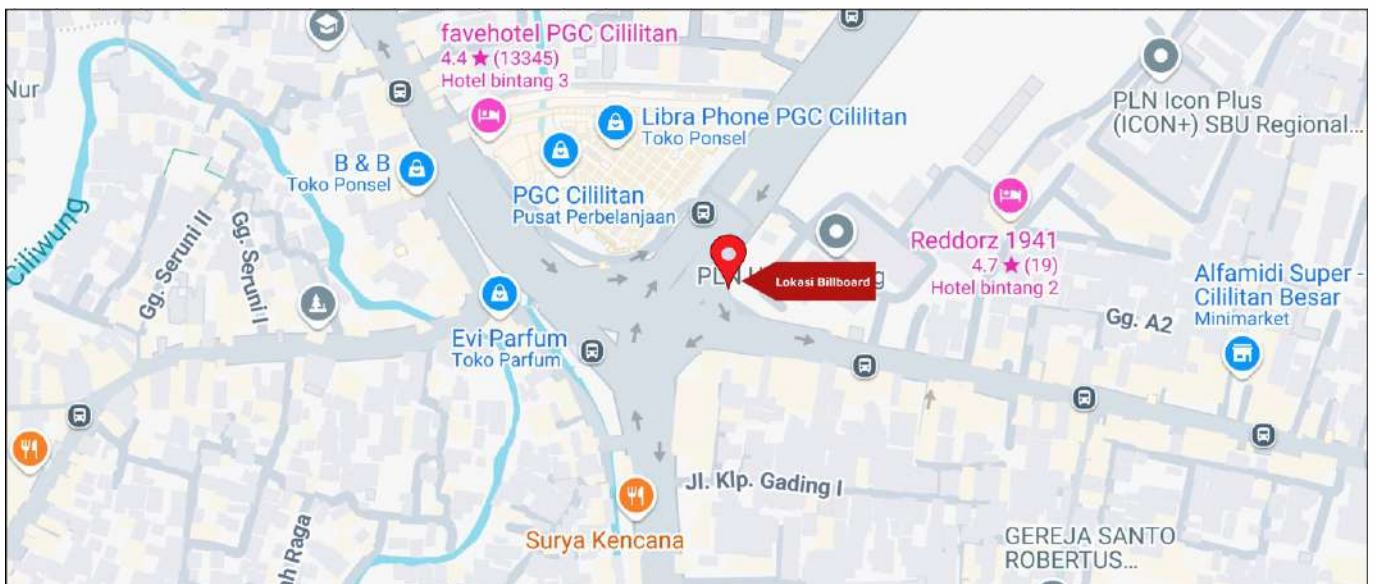 favehotel PGC Cililitan
4.4 ★ (13345)
Hotel bintang 3
Nur
Libra Phone PGC Cililitan
Toko Ponsel
PLN Icon Plus
(ICON+) SBU Regional...
B & B
Toko Ponsel
PGC Cililitan
Pusat Perbelanjaan
Ciliwung
Gg. Seruni II
Gg. Seruni I
Reddorz 1941
4.7 ★ (19)
Hotel bintang 2
PLN
Lokasi Billboard
Alfamidi Super -
Cililitan Besar
Minimarket
Gg. A2
Evi Parfum
Toko Parfum
Jl. Klp. Gading I
Surya Kencana
Raga
GEREJA SANTO
ROBERTUS...